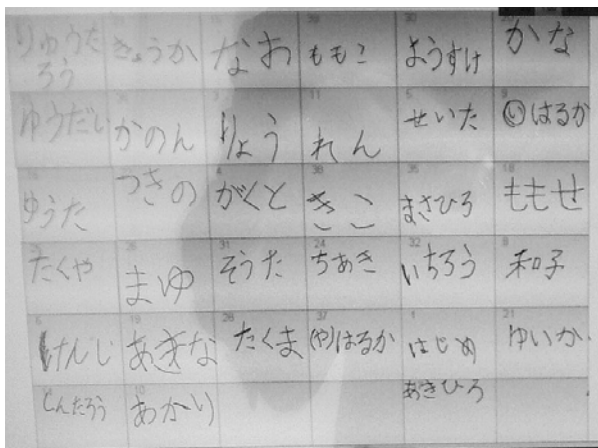 りゅうたろう きょうか なお ももこ ようすけ かな
ゆうだい かのん りょう れん せいた ㋑はるか
ゆうた つきの がくと きこ まさひろ ももせ
たくや まゆ そうた ちあき いちろう 和子
けんじ あきな たくま (や)はるか はじめ ゆいか
しんたろう あかり あきひろ